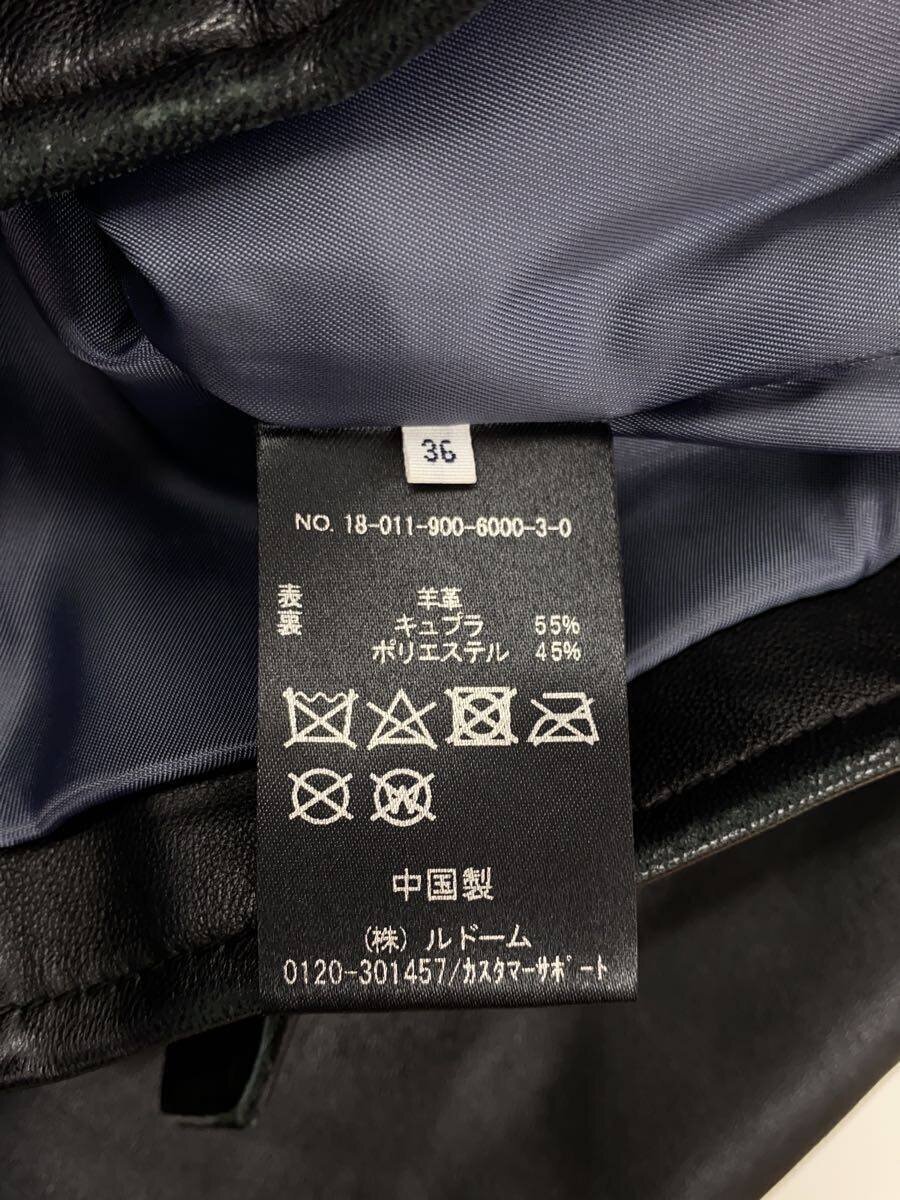 36
NO. 18-011-900-6000-3-0
表 羊革
裏 キュプラ 55%
ポリエステル 45%
W
中国製
(株) ルドーム
0120-301457/ｶｽﾀﾏｰｻﾎﾟｰﾄ